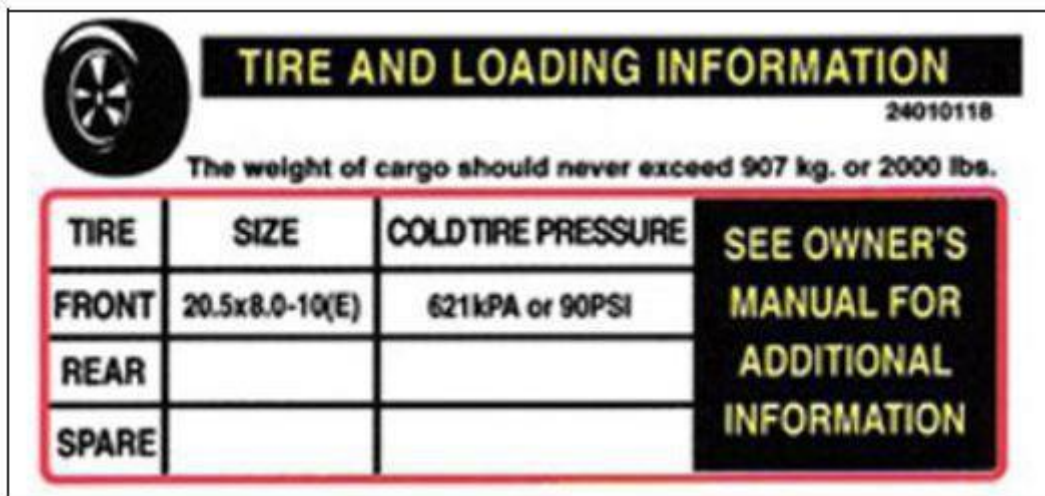 TIRE AND LOADING INFORMATION
24010118
The weight of cargo should never exceed 907 kg. or 2000 lbs.
TIRE SIZE COLD TIRE PRESSURE
FRONT 20.5x8.0-10(E) 621kPA or 90PSI
REAR
SPARE
SEE OWNER'S
MANUAL FOR
ADDITIONAL
INFORMATION